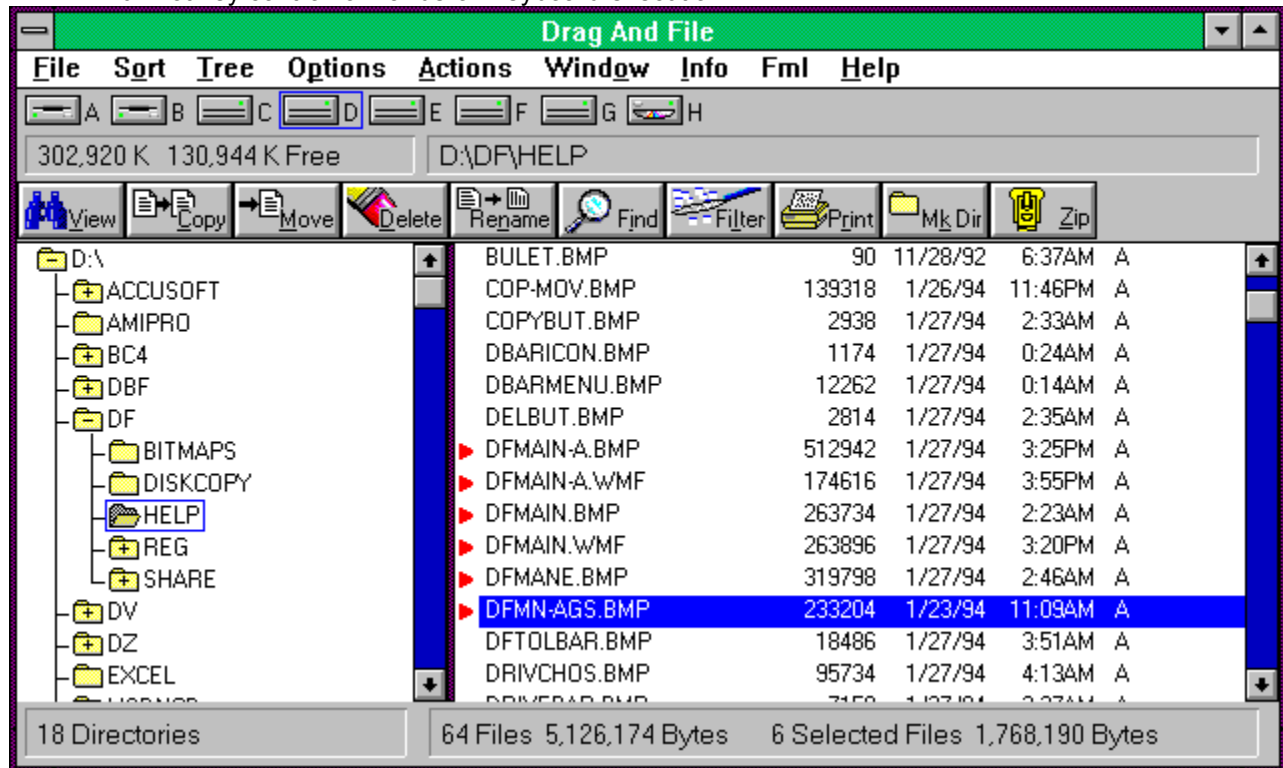 Drag And File
File Sort Tree Options Actions Window Info Fml Help
A B C D E F G H
302,920 K 130,944 K Free D:\DF\HELP
View Copy Move Delete Rename Find Filter Print Mk Dir Zip
D:\
ACCUSOFT
AMIPRO
BC4
DBF
DF
BITMAPS
DISKCOPY
HELP
REG
SHARE
DV
DZ
EXCEL
BULET.BMP 90 11/28/92 6:37AM A
COP-MOV.BMP 139318 1/26/94 11:46PM A
COPYBUT.BMP 2938 1/27/94 2:33AM A
DBARICON.BMP 1174 1/27/94 0:24AM A
DBARMENU.BMP 12262 1/27/94 0:14AM A
DELBUT.BMP 2814 1/27/94 2:35AM A
DFMAIN-A.BMP 512942 1/27/94 3:25PM A
DFMAIN-A.WMF 174616 1/27/94 3:55PM A
DFMAIN.BMP 263734 1/27/94 2:23AM A
DFMAIN.WMF 263896 1/27/94 3:20PM A
DFMANE.BMP 319798 1/27/94 2:46AM A
DFMN-AGS.BMP 233204 1/23/94 11:09AM A
DFTOLBAR.BMP 18486 1/27/94 3:51AM A
DRIVCHOS.BMP 95734 1/27/94 4:13AM A
18 Directories
64 Files 5,126,174 Bytes 6 Selected Files 1,768,190 Bytes